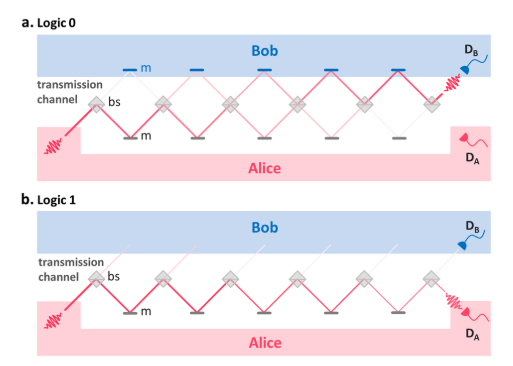 a. Logic 0
Bob
D_B
m
transmission
channel
bs
m
D_A
Alice
b. Logic 1
Bob
D_B
transmission
channel
bs
m
D_A
Alice